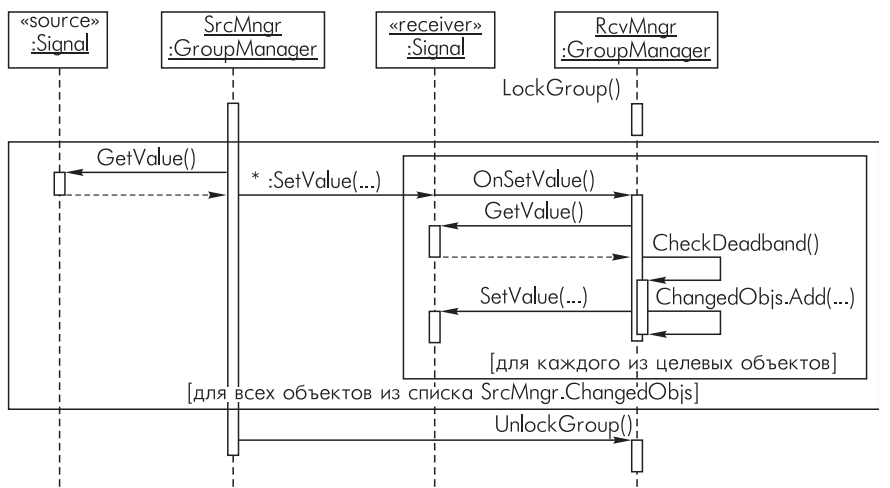 «source»
:Signal
SrcMngr
:GroupManager
«receiver»
:Signal
RcvMngr
:GroupManager
LockGroup()
GetValue()
* :SetValue(...)
OnSetValue()
GetValue()
CheckDeadband()
SetValue(...)
ChangedObjs.Add(...)
[для каждого из целевых объектов]
[для всех объектов из списка SrcMngr.ChangedObjs]
UnlockGroup()